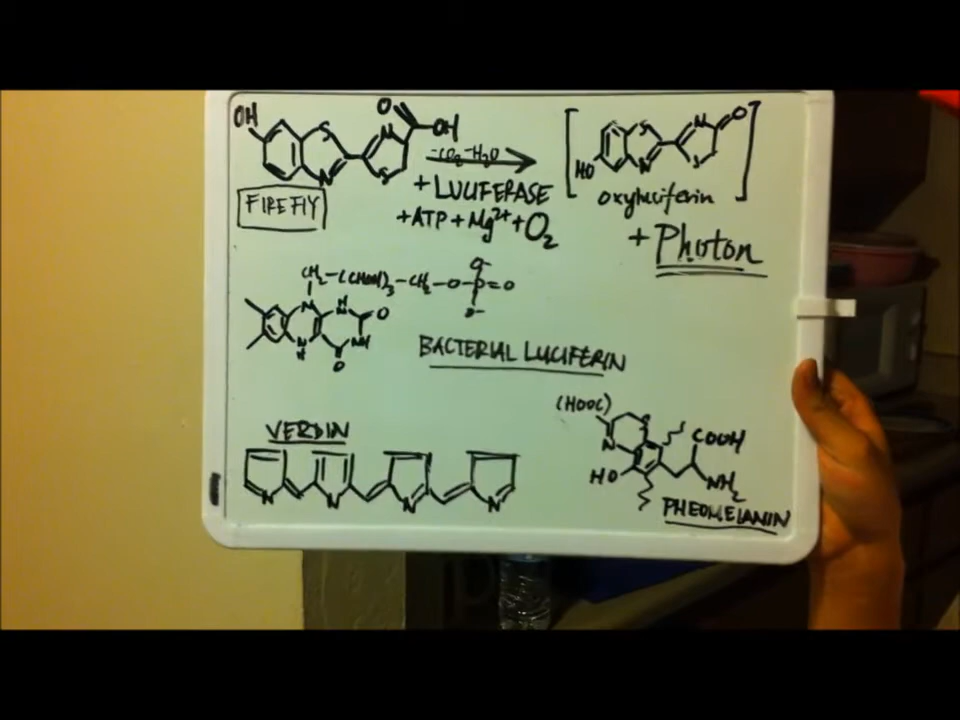 OH S N N S O OH
FIREFLY
-CO2 -H2O
+ LUCIFERASE
+ATP + Mg2+ + O2
[ HO S N N S O ]
oxyluciferin
+ Photon
CH2-(CHOH)3-CH2-O-P=O
O-
O-
N NH O
N H O NH
BACTERIAL LUCIFERIN
VERDIN
N N N N
(HOOC) S
N COOH
HO NH2
PHEOMELANIN